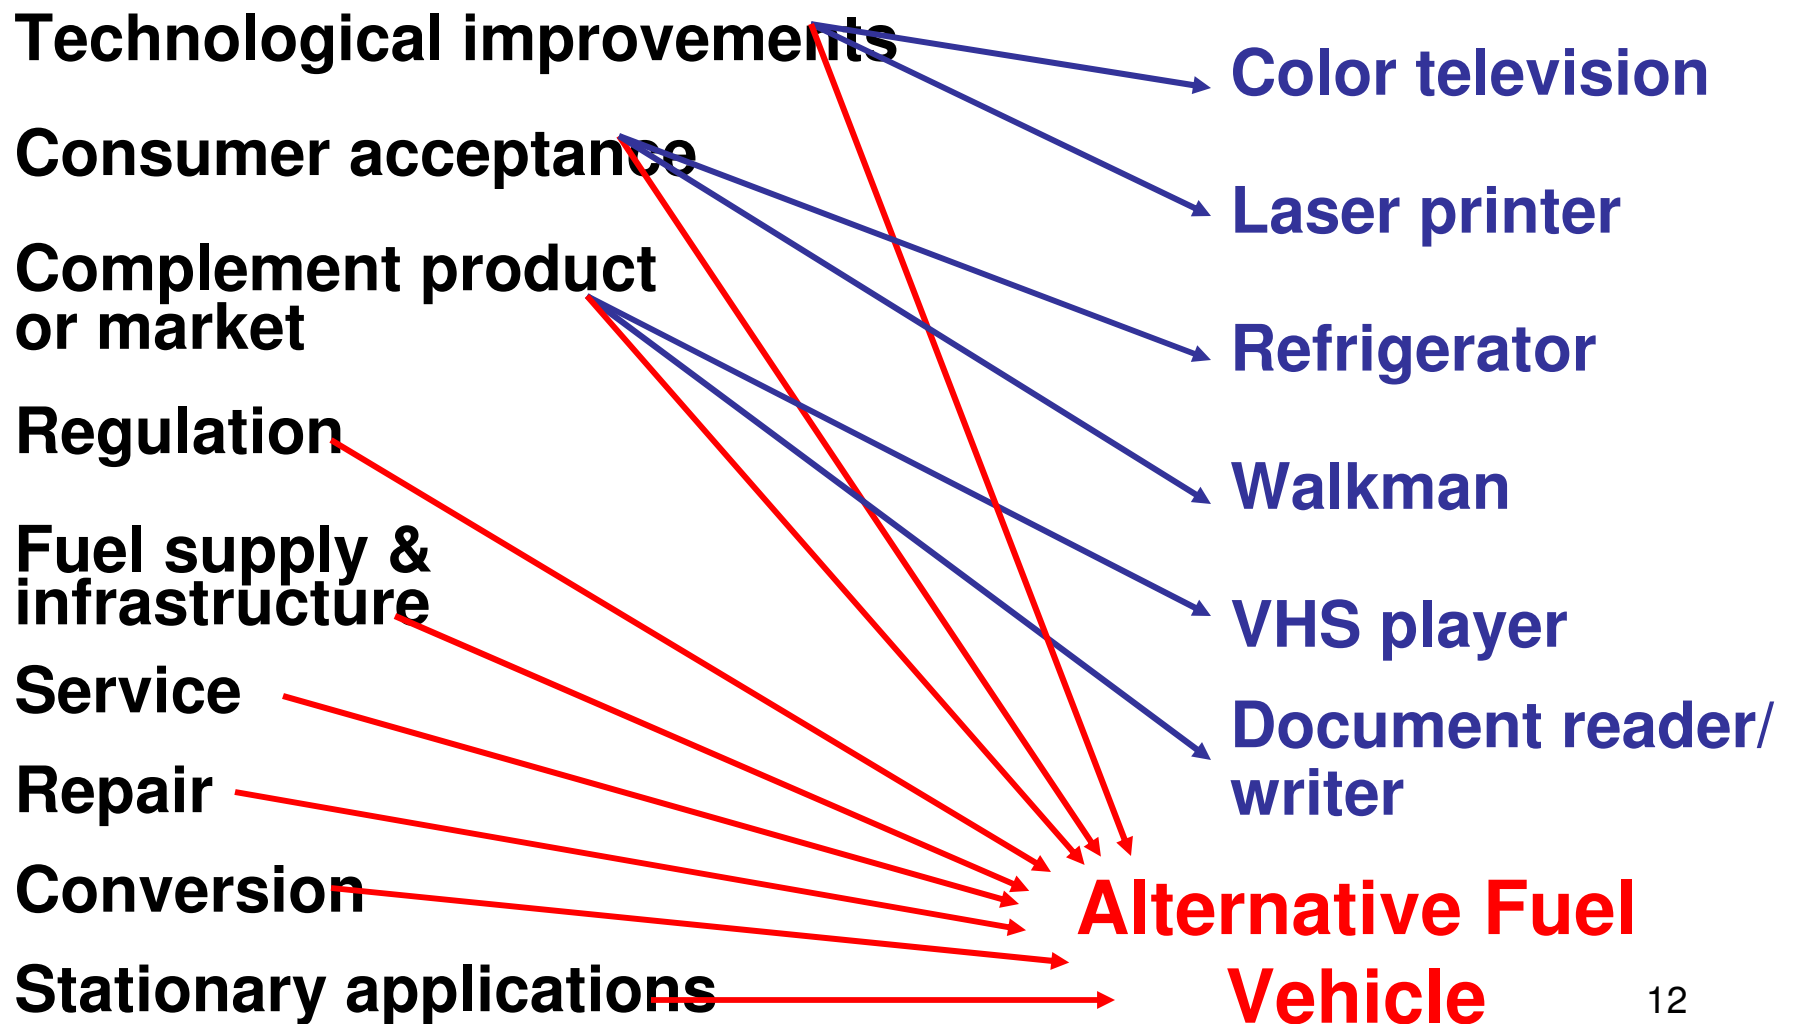 Technological improvements
Consumer acceptance
Complement product
or market
Regulation
Fuel supply &
infrastructure
Service
Repair
Conversion
Stationary applications
Color television
Laser printer
Refrigerator
Walkman
VHS player
Document reader/
writer
Alternative Fuel
Vehicle
12